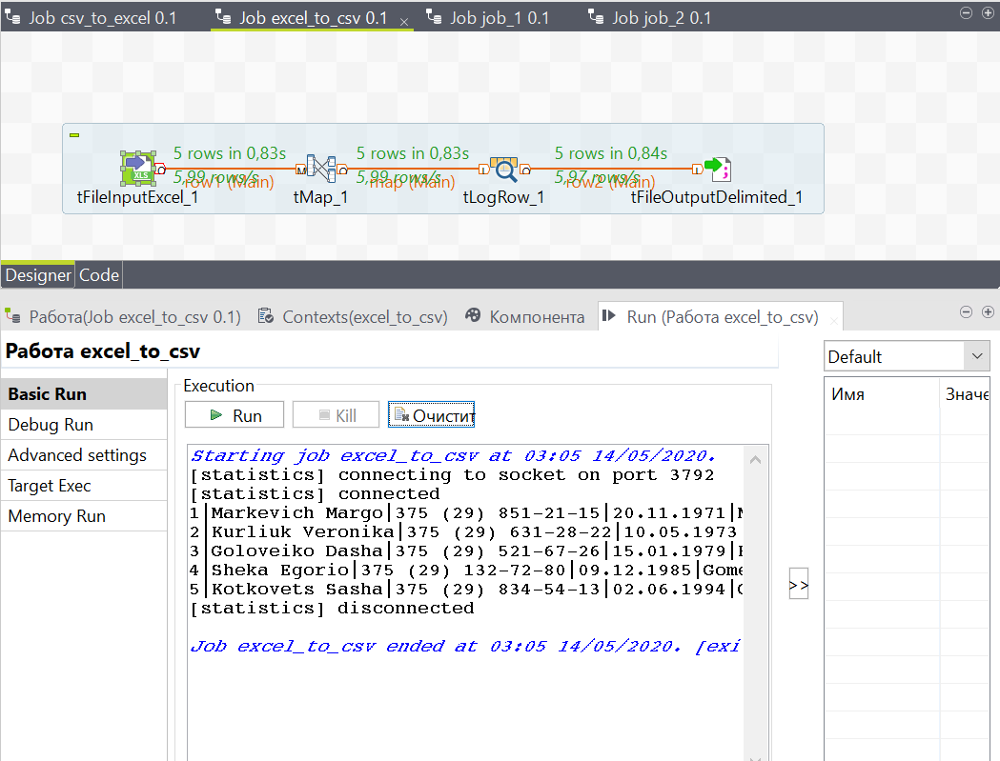 Job csv_to_excel 0.1
Job excel_to_csv 0.1
Job job_1 0.1
Job job_2 0.1
5 rows in 0,83s
5,99 rows/s
row1 (Main)
5 rows in 0,83s
5,99 rows/s
map (Main)
5 rows in 0,84s
5,97 rows/s
row2 (Main)
XLS
tFileInputExcel_1
tMap_1
tLogRow_1
tFileOutputDelimited_1
Designer
Code
Работа(Job excel_to_csv 0.1)
Contexts(excel_to_csv)
Компонента
Run (Работа excel_to_csv)
Работа excel_to_csv
Default
Basic Run
Debug Run
Advanced settings
Target Exec
Memory Run
Execution
Run
Kill
Очистит
Имя
Значе
Starting job excel_to_csv at 03:05 14/05/2020.
[statistics] connecting to socket on port 3792
[statistics] connected
1|Markevich Margo|375 (29) 851-21-15|20.11.1971|
2|Kurliuk Veronika|375 (29) 631-28-22|10.05.1973
3|Goloveiko Dasha|375 (29) 521-67-26|15.01.1979|
4|Sheka Egorio|375 (29) 132-72-80|09.12.1985|Gome
5|Kotkovets Sasha|375 (29) 834-54-13|02.06.1994|
[statistics] disconnected
Job excel_to_csv ended at 03:05 14/05/2020. [exi
>>